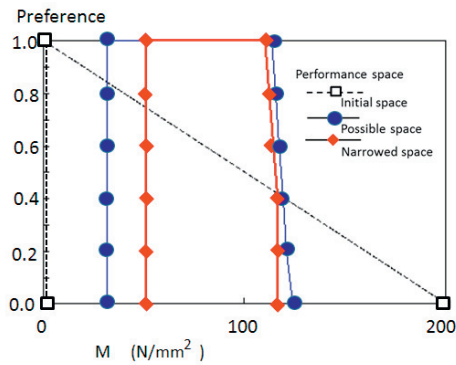 Preference
1.0
0.8
0.6
0.4
0.2
0.0
Performance space
Initial space
Possible space
Narrowed space
0
100
200
M (N/mm²)